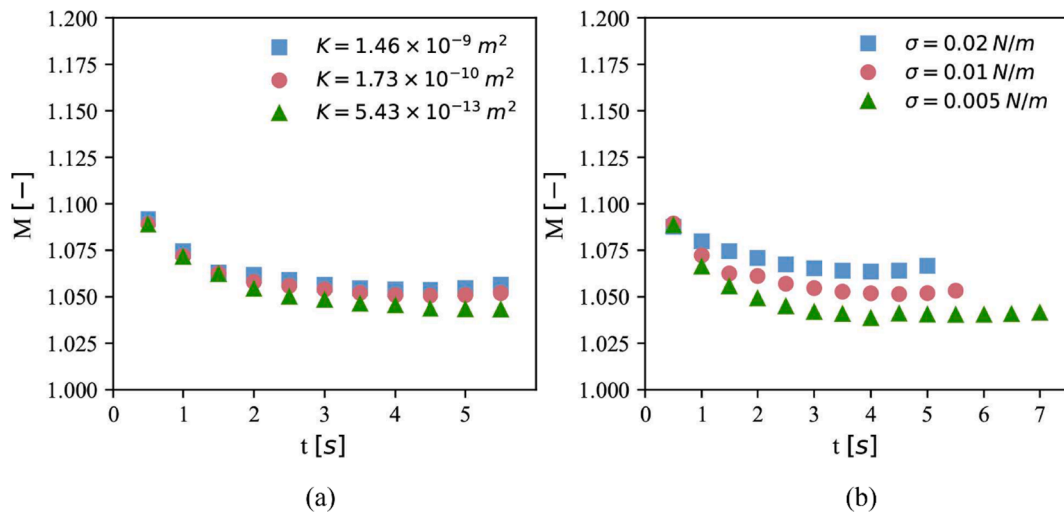 1.200
1.175
1.150
1.125
1.100
1.075
1.050
1.025
1.000
M [−]
0 1 2 3 4 5
t [s]
K = 1.46 × 10⁻⁹ m²
K = 1.73 × 10⁻¹⁰ m²
K = 5.43 × 10⁻¹³ m²
(a)
1.200
1.175
1.150
1.125
1.100
1.075
1.050
1.025
1.000
M [−]
0 1 2 3 4 5 6 7
t [s]
σ = 0.02 N/m
σ = 0.01 N/m
σ = 0.005 N/m
(b)